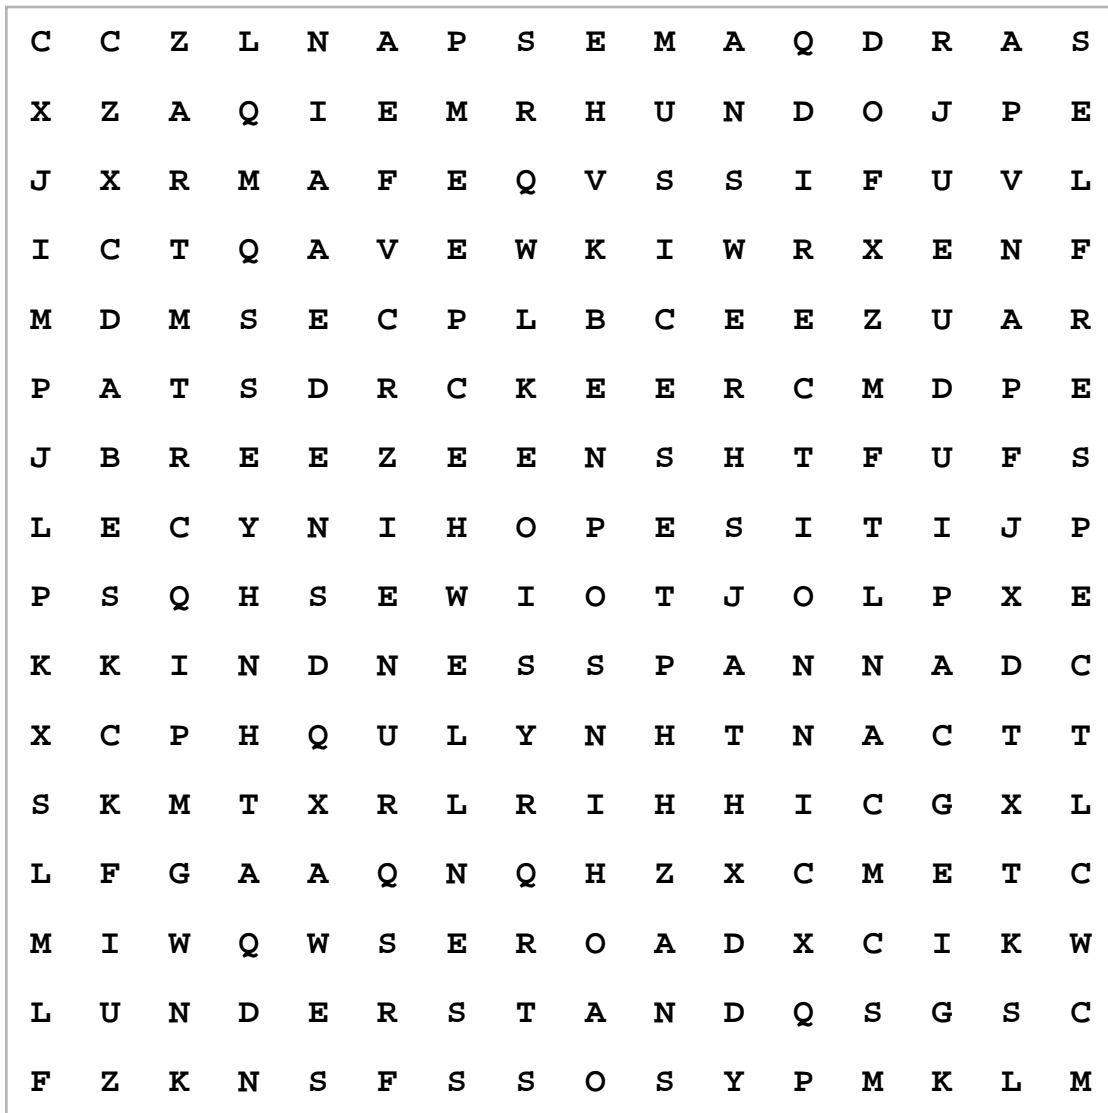 C C Z L N A P S E M A Q D R A S
X Z A Q I E M R H U N D O J P E
J X R M A F E Q V S S I F U V L
I C T Q A V E W K I W R X E N F
M D M S E C P L B C E E Z U A R
P A T S D R C K E E R C M D P E
J B R E E Z E E N S H T F U F S
L E C Y N I H O P E S I T I J P
P S Q H S E W I O T J O L P X E
K K I N D N E S S P A N N A D C
X C P H Q U L Y N H T N A C T T
S K M T X R L R I H H I C G X L
L F G A A Q N Q H Z X C M E T C
M I W Q W S E R O A D X C I K W
L U N D E R S T A N D Q S G S C
F Z K N S F S S O S Y P M K L M